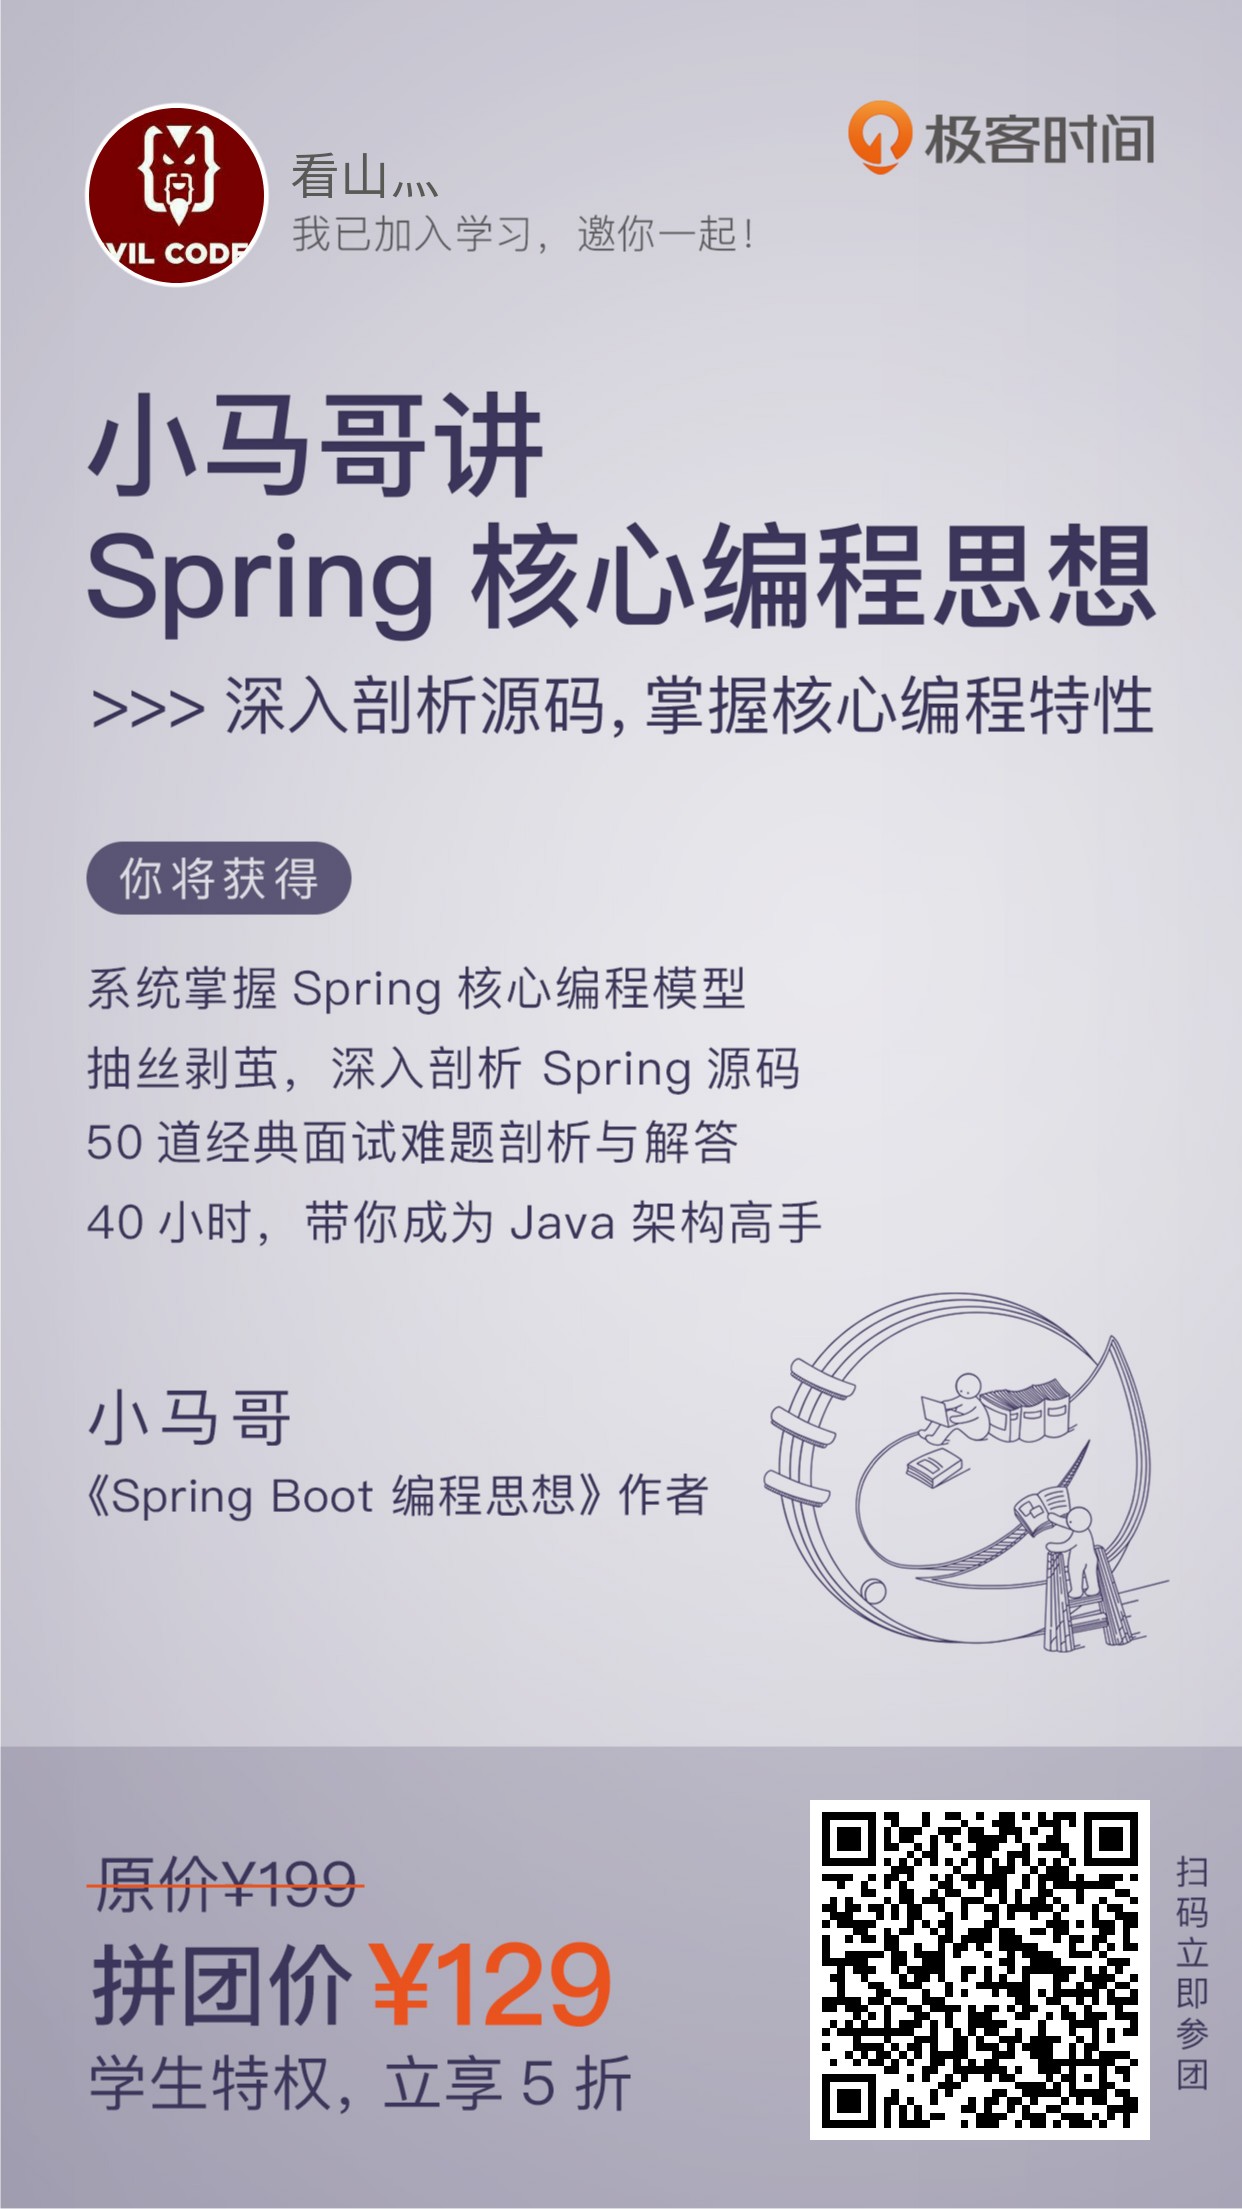 看山灬
极客时间
我已加入学习，邀你一起！
VIL CODE
小马哥讲
Spring 核心编程思想
>>> 深入剖析源码，掌握核心编程特性
你将获得
系统掌握 Spring 核心编程模型
抽丝剥茧，深入剖析 Spring 源码
50 道经典面试难题剖析与解答
40 小时，带你成为 Java 架构高手
小马哥
《Spring Boot 编程思想》作者
原价¥199
拼团价 ¥129
学生特权，立享 5 折
扫码立即参团